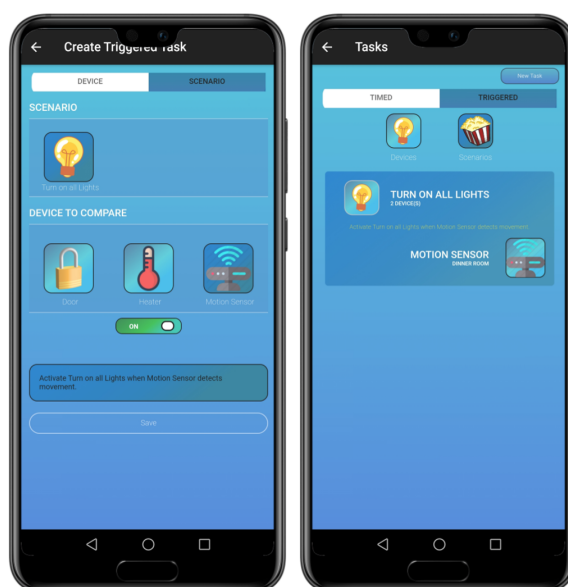 Create Triggered Task
DEVICE
SCENARIO
SCENARIO
Turn on all Lights
DEVICE TO COMPARE
Door
Heater
Motion Sensor
ON
Activate Turn on all Lights when Motion Sensor detects
movement.
Save
Tasks
New Task
TIMED
TRIGGERED
Devices
Scenarios
TURN ON ALL LIGHTS
2 DEVICE(S)
Activate Turn on all Lights when Motion Sensor detects movement.
MOTION SENSOR
DINNER ROOM